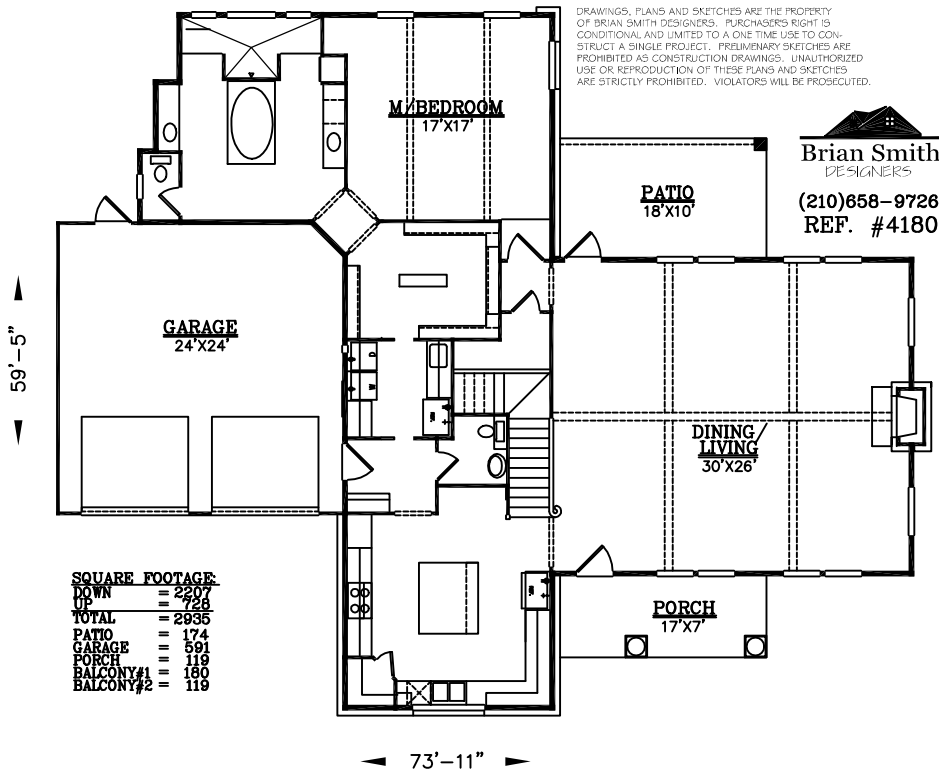 DRAWINGS, PLANS AND SKETCHES ARE THE PROPERTY
OF BRIAN SMITH DESIGNERS. PURCHASERS RIGHT IS
CONDITIONAL AND LIMITED TO A ONE TIME USE TO CON-
STRUCT A SINGLE PROJECT. PRELIMENARY SKETCHES ARE
PROHIBITED AS CONSTRUCTION DRAWINGS. UNAUTHORIZED
USE OR REPRODUCTION OF THESE PLANS AND SKETCHES
ARE STRICTLY PROHIBITED. VIOLATORS WILL BE PROSECUTED.
Brian Smith
DESIGNERS
(210)658-9726
REF. #4180
M/BEDROOM
17'X17'
PATIO
18'X10'
GARAGE
24'X24'
59'-5"
D
W
DINING
LIVING
30'X26'
PORCH
17'X7'
SQUARE FOOTAGE:
DOWN = 2207
UP = 728
TOTAL = 2935
PATIO = 174
GARAGE = 591
PORCH = 119
BALCONY#1 = 180
BALCONY#2 = 119
73'-11"